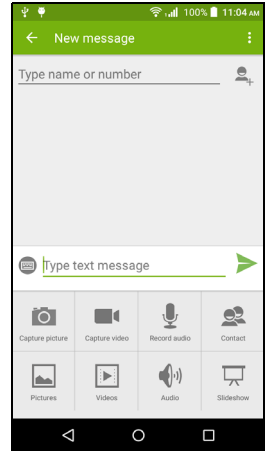 100% 11:04 AM
New message
Type name or number
Type text message
Capture picture Capture video Record audio Contact
Pictures Videos Audio Slideshow